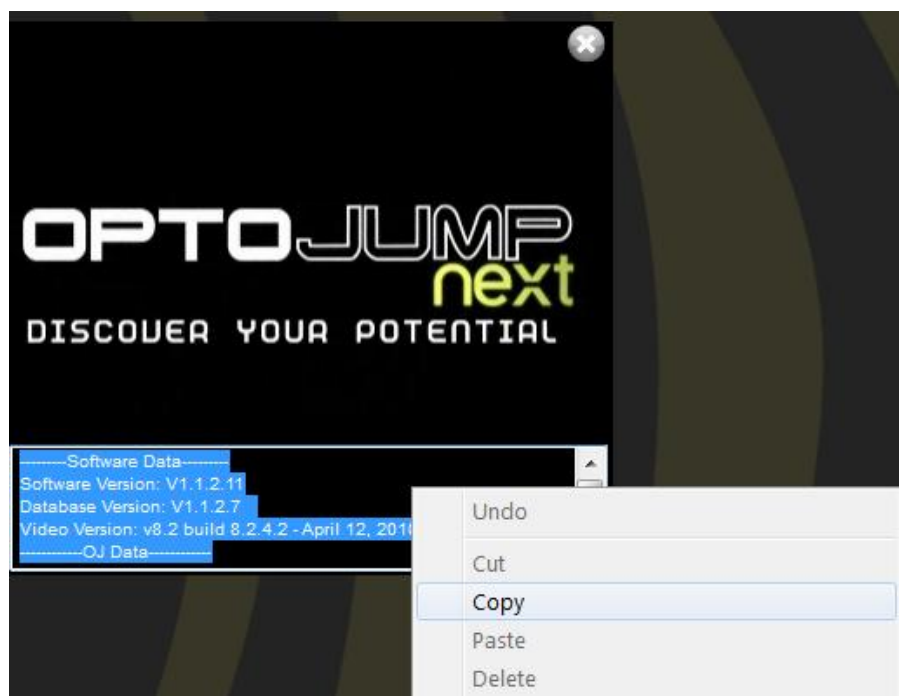 OPTOJUMP
next
DISCOVER YOUR POTENTIAL
--------Software Data--------
Software Version: V1.1.2.11
Database Version: V1.1.2.7
Video Version: v8.2 build 8.2.4.2 - April 12, 2010
-----------OJ Data-----------
Undo
Cut
Copy
Paste
Delete